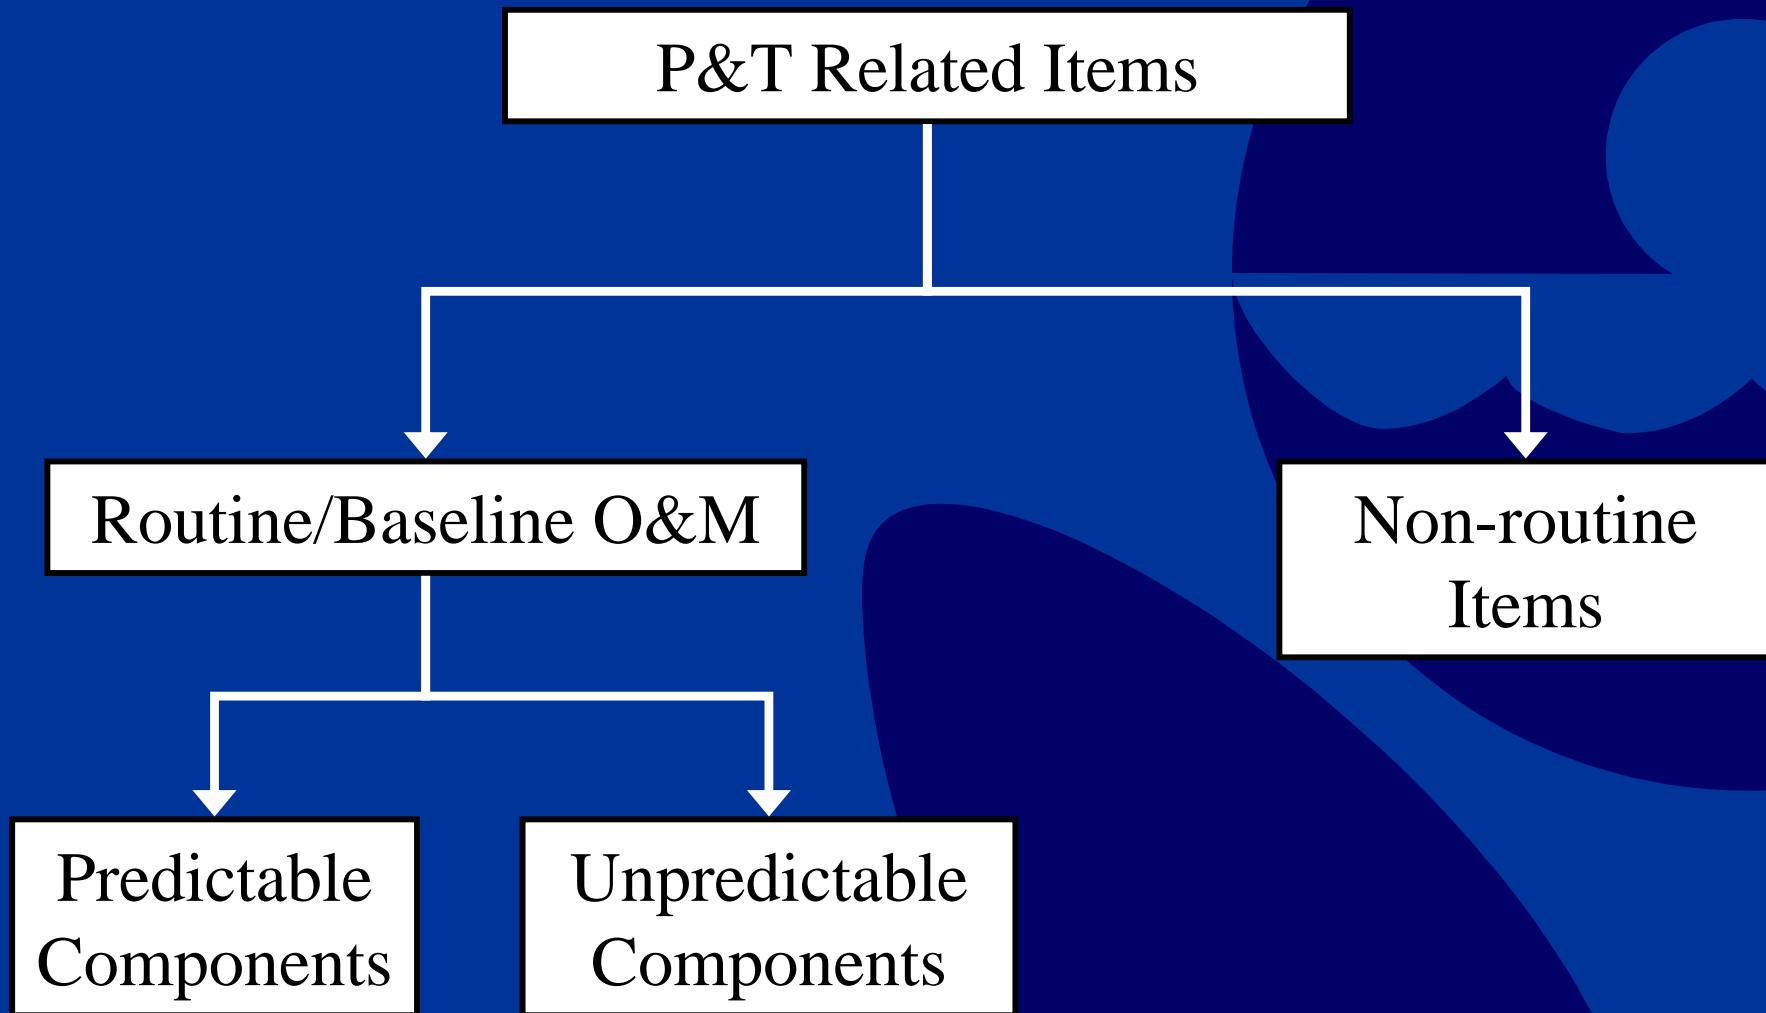 P&T Related Items
Routine/Baseline O&M
Non-routine
Items
Predictable
Components
Unpredictable
Components